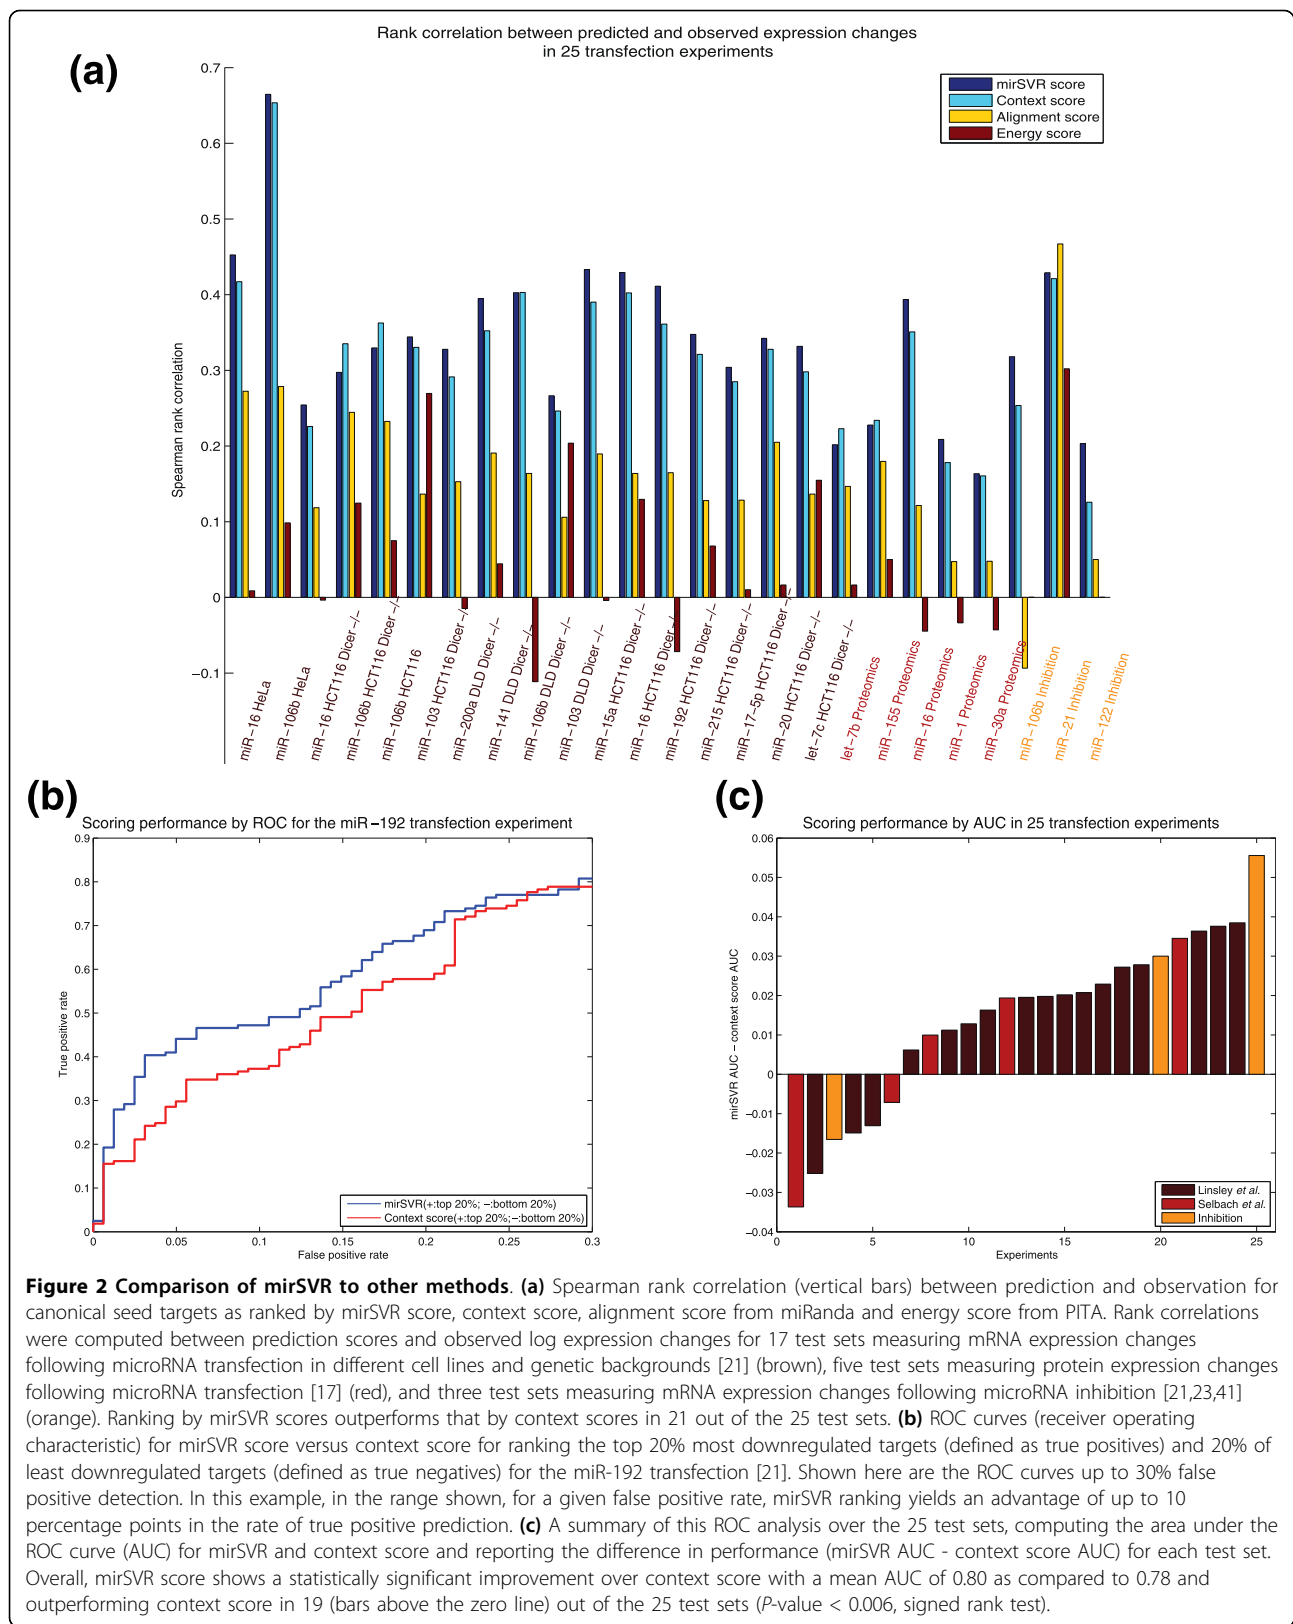 Rank correlation between predicted and observed expression changes
in 25 transfection experiments
(a)
0.7
0.6
0.5
0.4
0.3
0.2
0.1
0
−0.1
Spearman rank correlation
mirSVR score
Context score
Alignment score
Energy score
miR−16 HeLa
miR−106b HeLa
miR−16 HCT116 Dicer −/−
miR−106b HCT116 Dicer −/−
miR−106b HCT116
miR−103 HCT116 Dicer −/−
miR−200a DLD Dicer −/−
miR−141 DLD Dicer −/−
miR−106b DLD Dicer −/−
miR−103 DLD Dicer −/−
miR−15a HCT116 Dicer −/−
miR−16 HCT116 Dicer −/−
miR−192 HCT116 Dicer −/−
miR−215 HCT116 Dicer −/−
miR−17−5p HCT116 Dicer −/−
miR−20 HCT116 Dicer −/−
let−7c HCT116 Dicer −/−
let−7b Proteomics
miR−155 Proteomics
miR−16 Proteomics
miR−1 Proteomics
miR−30a Proteomics
miR−106b Inhibition
miR−21 Inhibition
miR−122 Inhibition
(b)
Scoring performance by ROC for the miR−192 transfection experiment
0.9
0.8
0.7
0.6
0.5
0.4
0.3
0.2
0.1
0
True positive rate
0
0.05
0.1
0.15
0.2
0.25
0.3
False positive rate
mirSVR(+:top 20%; −:bottom 20%)
Context score(+:top 20%;−:bottom 20%)
(c)
Scoring performance by AUC in 25 transfection experiments
0.06
0.05
0.04
0.03
0.02
0.010
0
−0.01
−0.02
−0.03
−0.04
mirSVR AUC − context score AUC
0
5
10
15
20
25
Experiments
Linsley et al.
Selbach et al.
Inhibition
Figure 2 Comparison of mirSVR to other methods. (a) Spearman rank correlation (vertical bars) between prediction and observation for
canonical seed targets as ranked by mirSVR score, context score, alignment score from miRanda and energy score from PITA. Rank correlations
were computed between prediction scores and observed log expression changes for 17 test sets measuring mRNA expression changes
following microRNA transfection in different cell lines and genetic backgrounds [21] (brown), five test sets measuring protein expression changes
following microRNA transfection [17] (red), and three test sets measuring mRNA expression changes following microRNA inhibition [21,23,41]
(orange). Ranking by mirSVR scores outperforms that by context scores in 21 out of the 25 test sets. (b) ROC curves (receiver operating
characteristic) for mirSVR score versus context score for ranking the top 20% most downregulated targets (defined as true positives) and 20% of
least downregulated targets (defined as true negatives) for the miR-192 transfection [21]. Shown here are the ROC curves up to 30% false
positive detection. In this example, in the range shown, for a given false positive rate, mirSVR ranking yields an advantage of up to 10
percentage points in the rate of true positive prediction. (c) A summary of this ROC analysis over the 25 test sets, computing the area under the
ROC curve (AUC) for mirSVR and context score and reporting the difference in performance (mirSVR AUC - context score AUC) for each test set.
Overall, mirSVR score shows a statistically significant improvement over context score with a mean AUC of 0.80 as compared to 0.78 and
outperforming context score in 19 (bars above the zero line) out of the 25 test sets (P-value < 0.006, signed rank test).